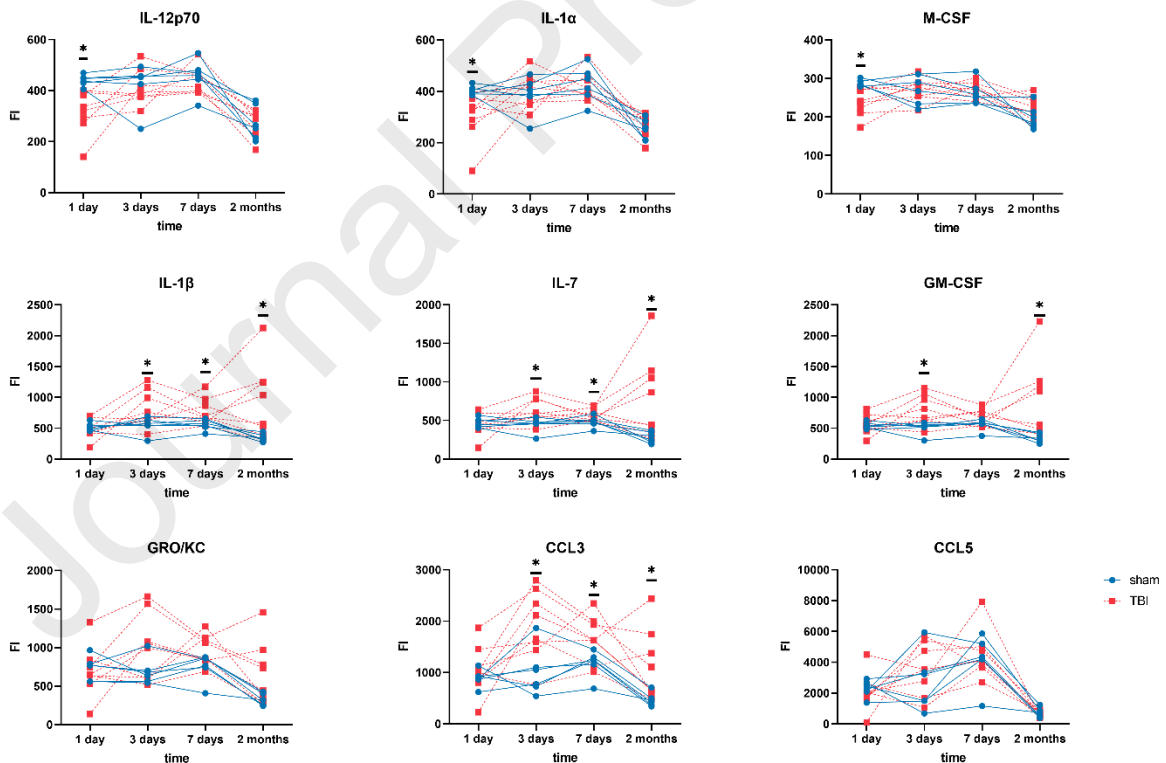 Journal Pre
IL-12p70
*
FI
600
400
200
0
1 day 3 days 7 days 2 months
time
IL-1α
*
FI
600
400
200
0
1 day 3 days 7 days 2 months
time
M-CSF
*
FI
400
300
200
100
0
1 day 3 days 7 days 2 months
time
IL-1β
* * *
FI
2500
2000
1500
1000
500
0
1 day 3 days 7 days 2 months
time
IL-7
* * *
FI
2000
1500
1000
500
0
1 day 3 days 7 days 2 months
time
GM-CSF
* *
FI
2500
2000
1500
1000
500
0
1 day 3 days 7 days 2 months
time
GRO/KC
FI
2000
1500
1000
500
0
1 day 3 days 7 days 2 months
time
CCL3
* * *
FI
3000
2000
1000
0
1 day 3 days 7 days 2 months
time
CCL5
FI
10000
8000
6000
4000
2000
0
1 day 3 days 7 days 2 months
time
sham
TBI